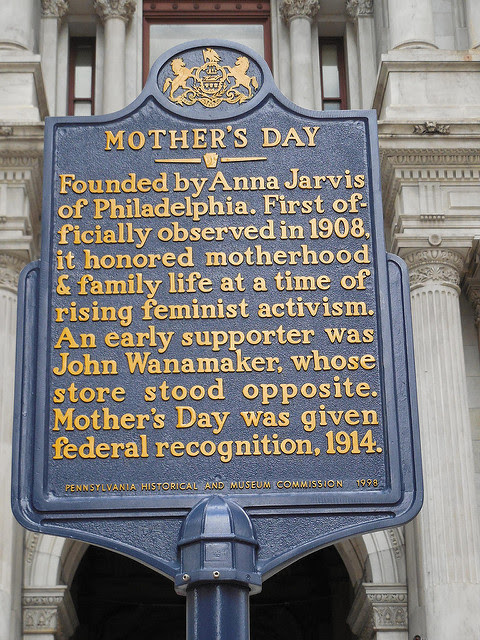 MOTHER'S DAY
Founded by Anna Jarvis
of Philadelphia. First of-
ficially observed in 1908,
it honored motherhood
& family life at a time of
rising feminist activism.
An early supporter was
John Wanamaker, whose
store stood opposite.
Mother's Day was given
federal recognition, 1914.
PENNSYLVANIA HISTORICAL AND MUSEUM COMMISSION 1998